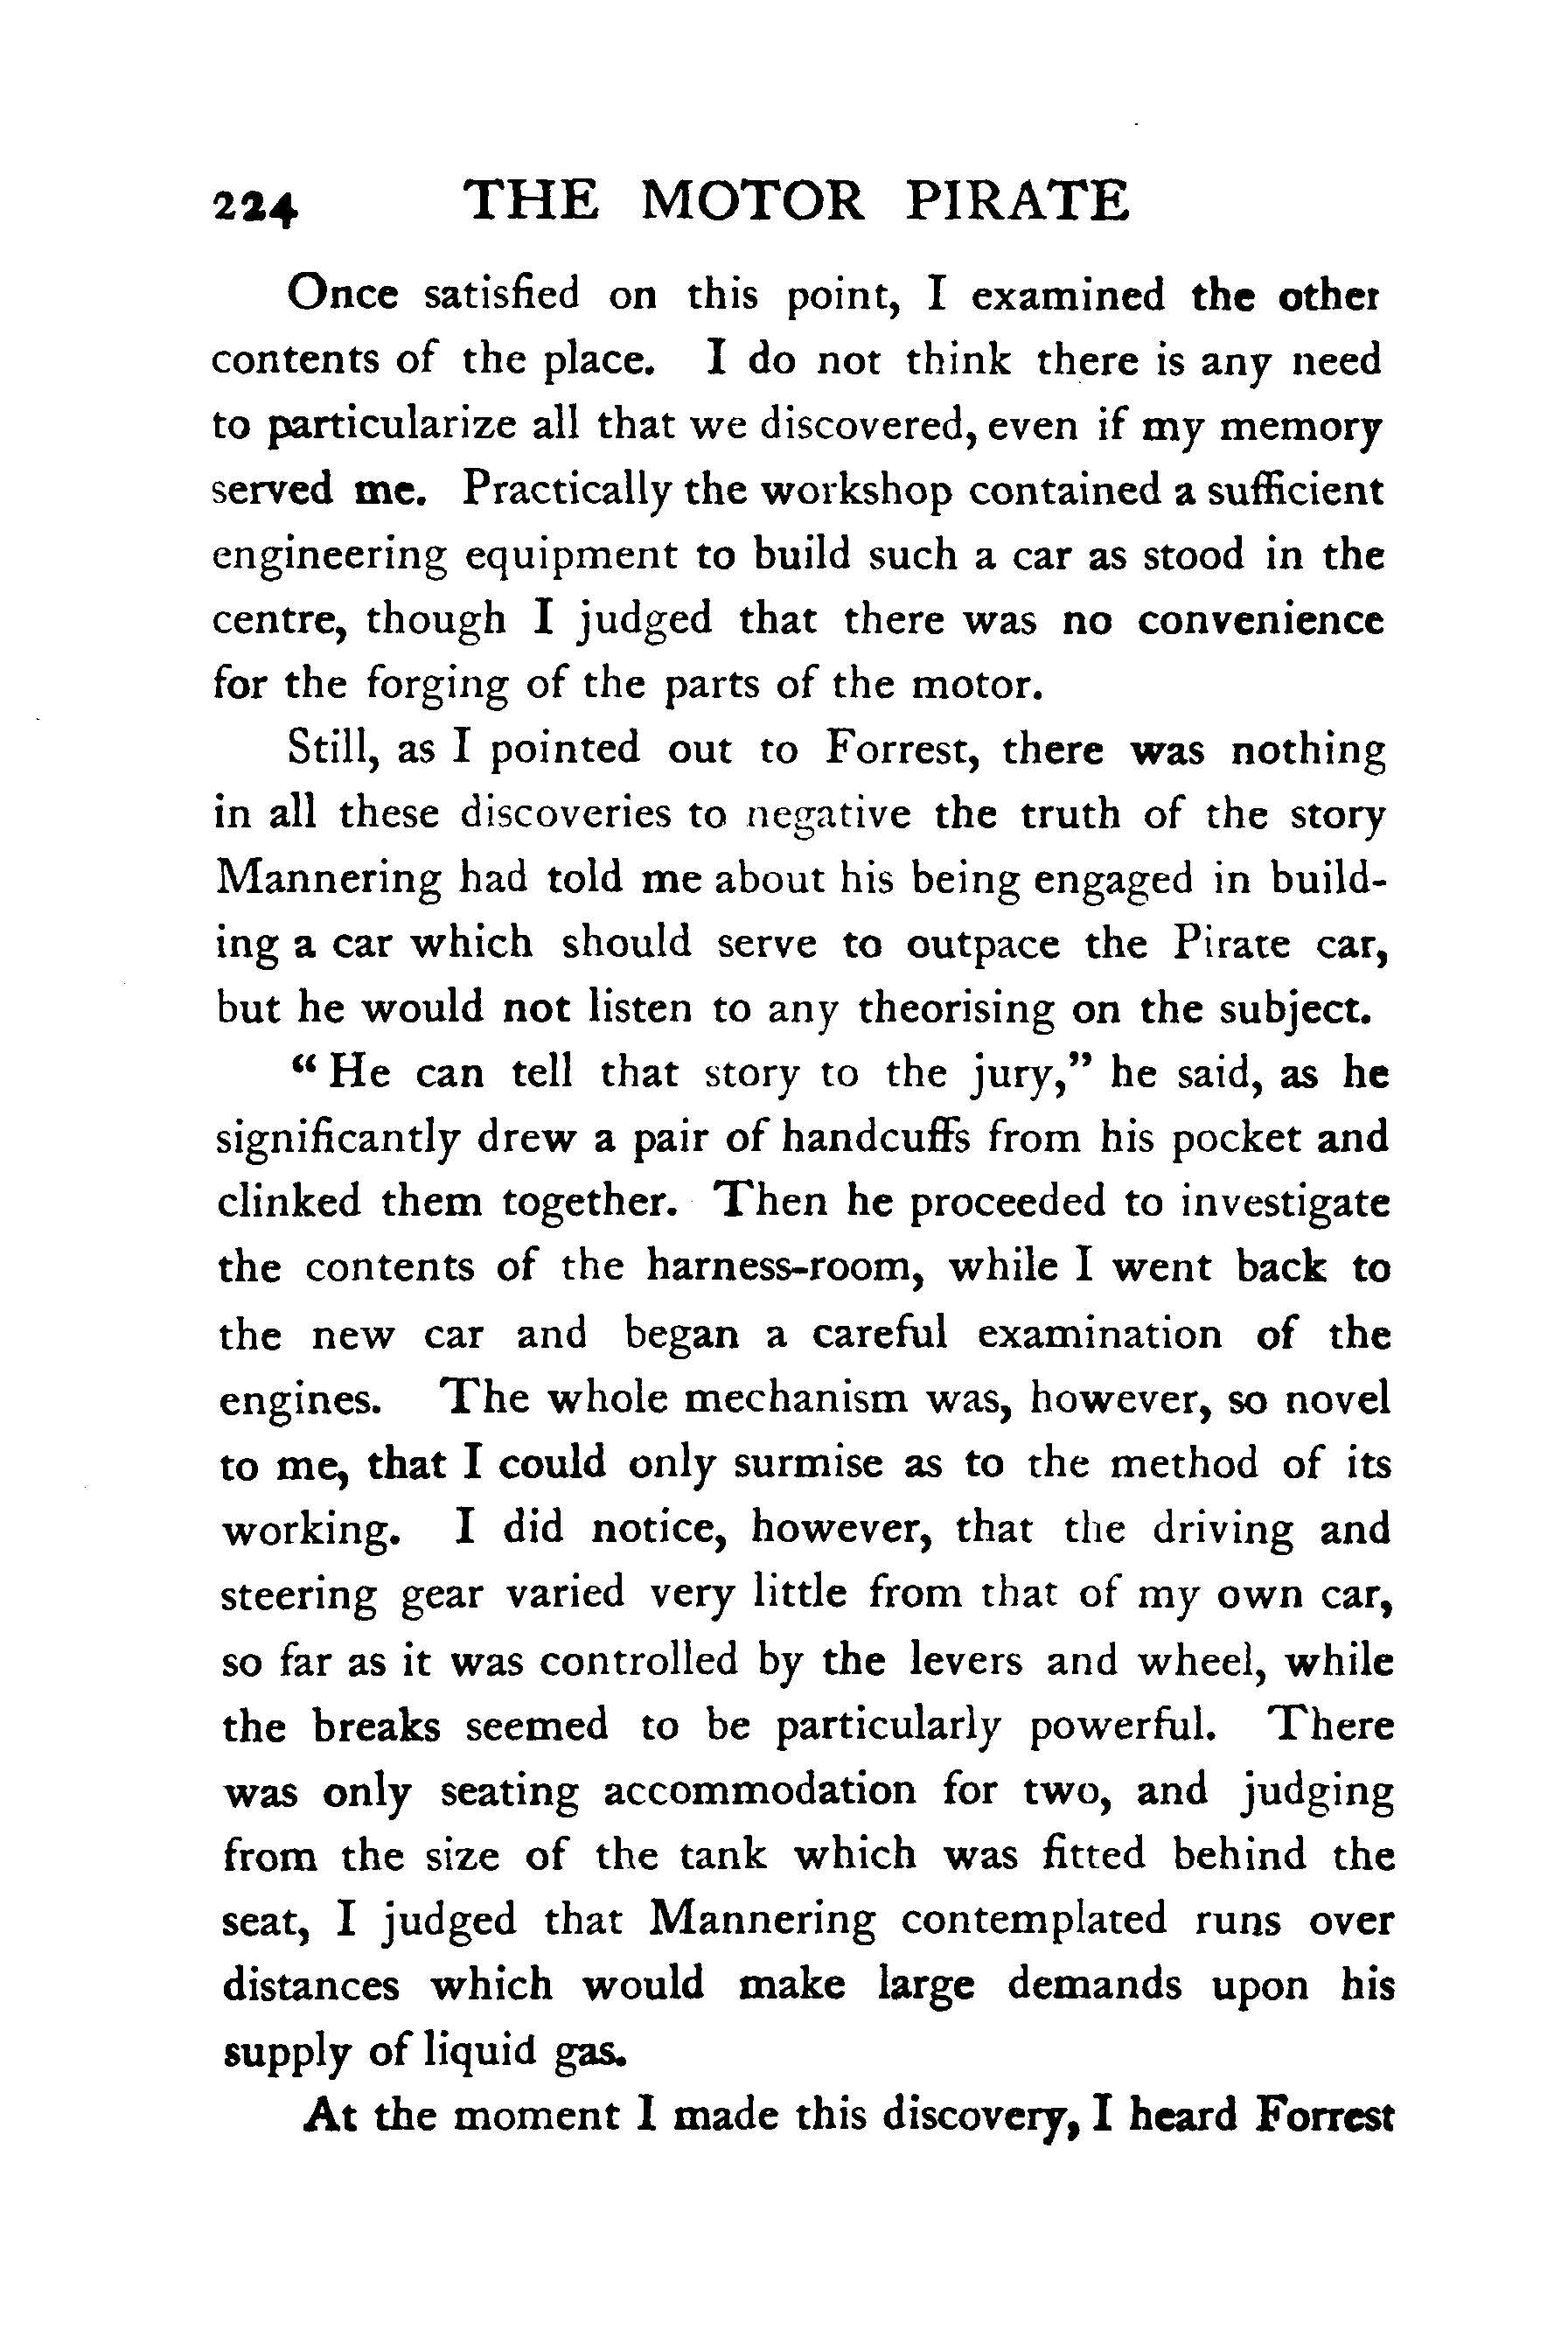 224 THE MOTOR PIRATE
Once satisfied on this point, I examined the other
contents of the place. I do not think there is any need
to particularize all that we discovered, even if my memory
served me. Practically the workshop contained a sufficient
engineering equipment to build such a car as stood in the
centre, though I judged that there was no convenience
for the forging of the parts of the motor.
Still, as I pointed out to Forrest, there was nothing
in all these discoveries to negative the truth of the story
Mannering had told me about his being engaged in build-
ing a car which should serve to outpace the Pirate car,
but he would not listen to any theorising on the subject.
“He can tell that story to the jury,” he said, as he
significantly drew a pair of handcuffs from his pocket and
clinked them together. Then he proceeded to investigate
the contents of the harness-room, while I went back to
the new car and began a careful examination of the
engines. The whole mechanism was, however, so novel
to me, that I could only surmise as to the method of its
working. I did notice, however, that the driving and
steering gear varied very little from that of my own car,
so far as it was controlled by the levers and wheel, while
the breaks seemed to be particularly powerful. There
was only seating accommodation for two, and judging
from the size of the tank which was fitted behind the
seat, I judged that Mannering contemplated runs over
distances which would make large demands upon his
supply of liquid gas.
At the moment I made this discovery, I heard Forrest